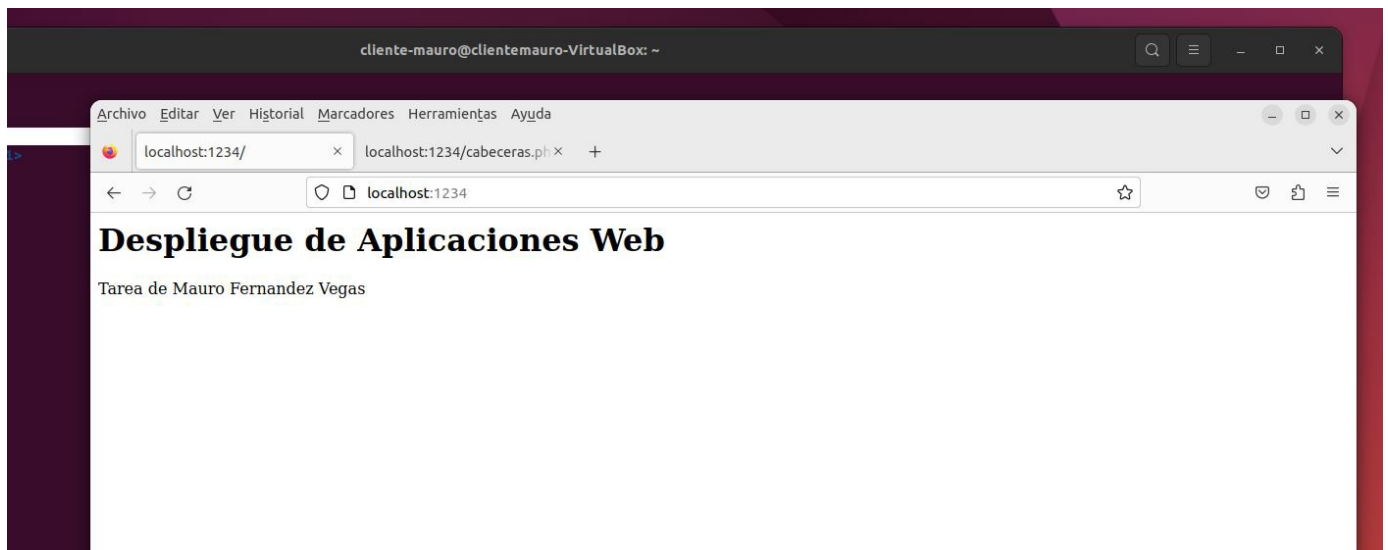 cliente-mauro@clientemauro-VirtualBox: ~
Archivo Editar Ver Historial Marcadores Herramientas Ayuda
localhost:1234/ localhost:1234/cabeceras.ph
localhost:1234
Despliegue de Aplicaciones Web
Tarea de Mauro Fernandez Vegas